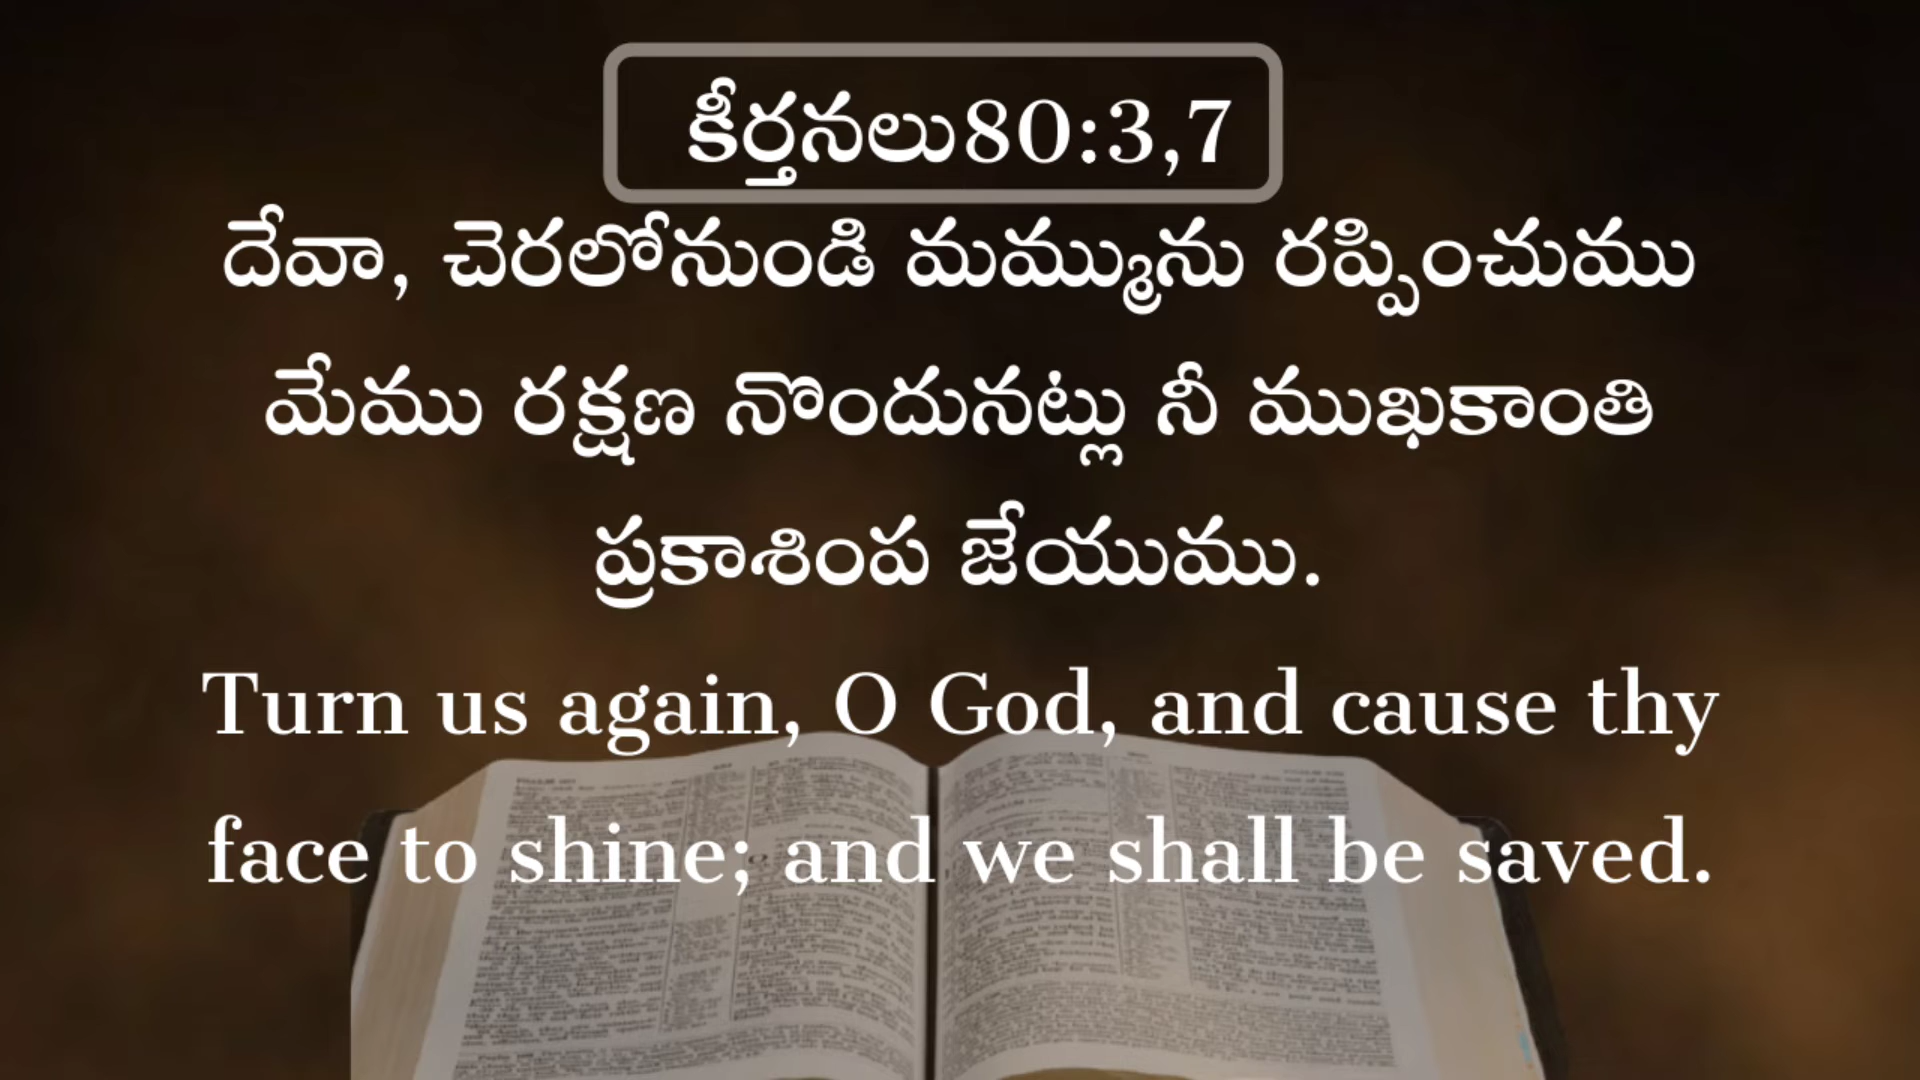 కీర్తనలు80:3,7
దేవా, చెరలోనుండి మమ్మును రప్పించుము
మేము రక్షణ నొందునట్లు నీ ముఖకాంతి
ప్రకాశింప జేయుము.
Turn us again, O God, and cause thy
face to shine; and we shall be saved.